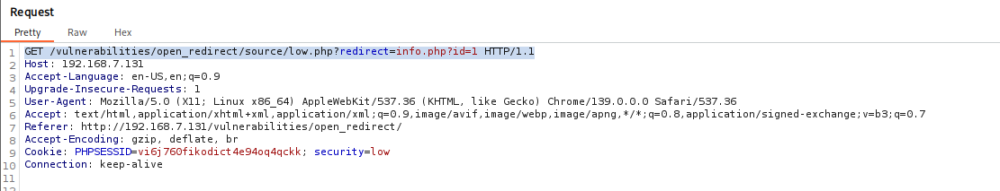 Request
Pretty Raw Hex
1 GET /vulnerabilities/open_redirect/source/low.php?redirect=info.php?id=1 HTTP/1.1
2 Host: 192.168.7.131
3 Accept-Language: en-US,en;q=0.9
4 Upgrade-Insecure-Requests: 1
5 User-Agent: Mozilla/5.0 (X11; Linux x86_64) AppleWebKit/537.36 (KHTML, like Gecko) Chrome/139.0.0.0 Safari/537.36
6 Accept: text/html,application/xhtml+xml,application/xml;q=0.9,image/avif,image/webp,image/apng,*/*;q=0.8,application/signed-exchange;v=b3;q=0.7
7 Referer: http://192.168.7.131/vulnerabilities/open_redirect/
8 Accept-Encoding: gzip, deflate, br
9 Cookie: PHPSESSID=vi6j760fikodict4e94oq4qckk; security=low
10 Connection: keep-alive
11
12